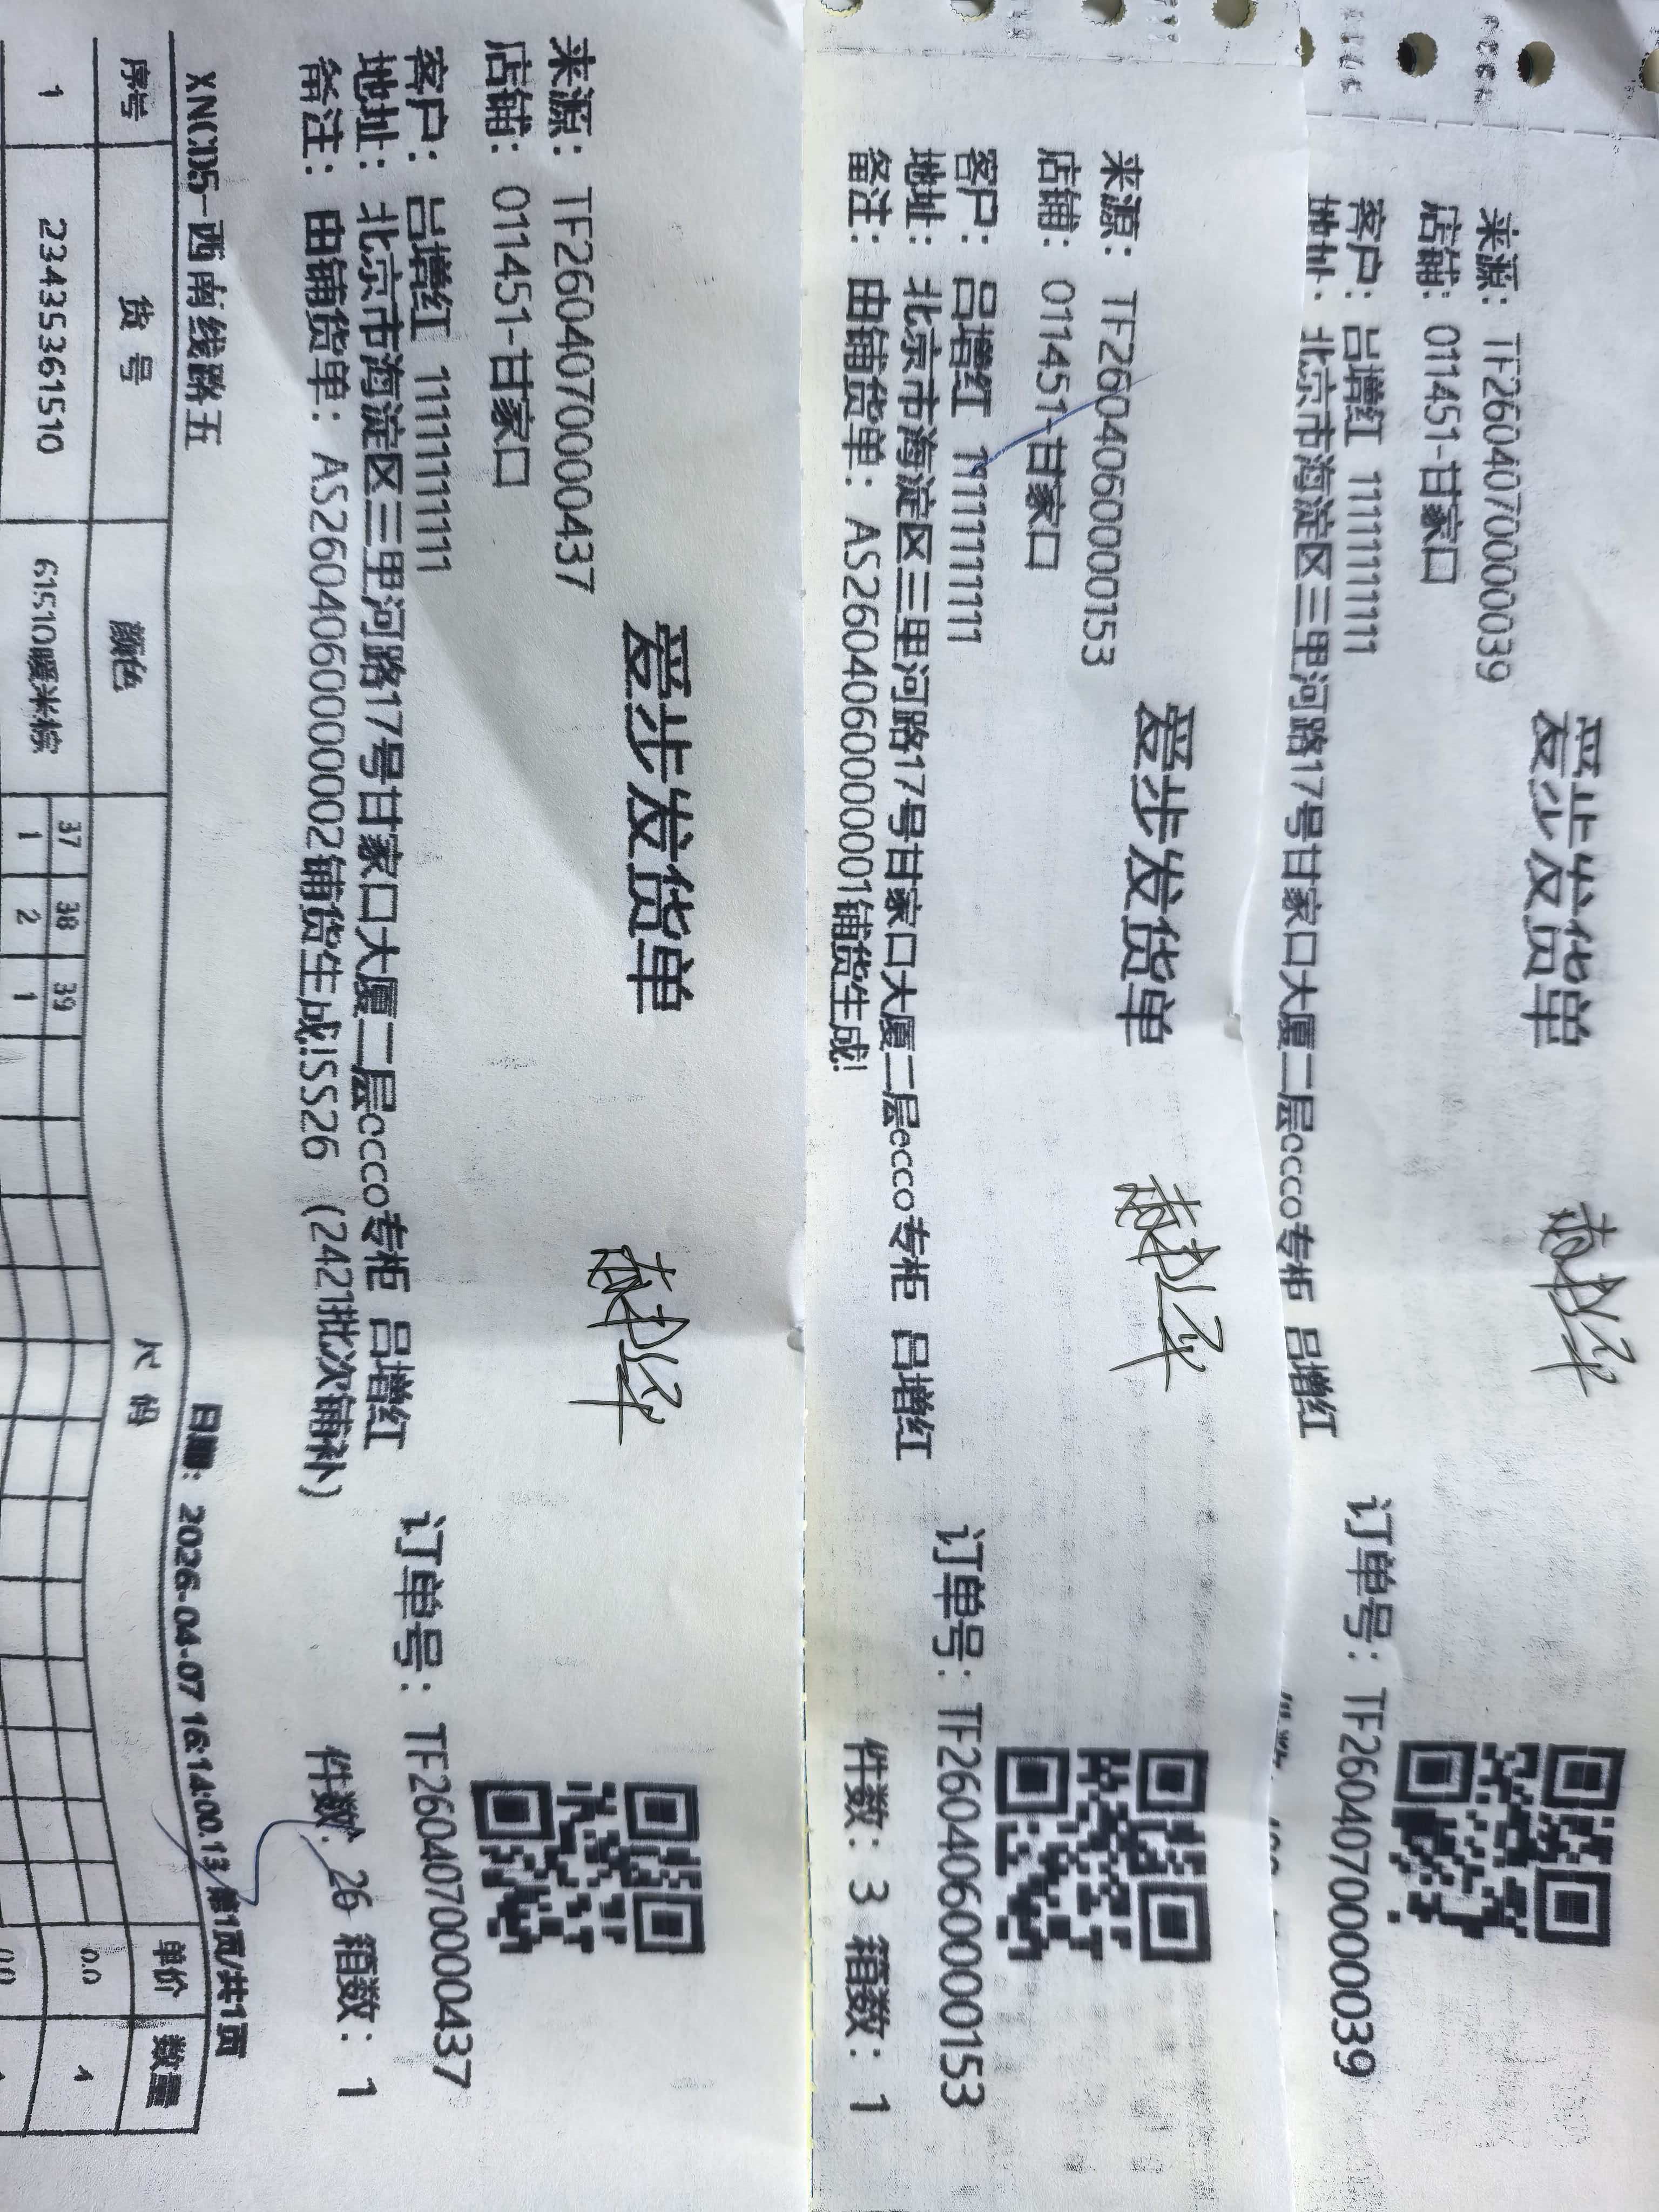 爱步发货单
来源: TF26040700000039
店铺: 011451-甘家口
客户: 吕增红 11111111111
订单号: TF26040700000039
地址: 北京市海淀区三里河路17号甘家口大厦二层ecco专柜 吕增红
爱步发货单
来源: TF26040600000153
店铺: 011451-甘家口
客户: 吕增红 11111111111
订单号: TF26040600000153
地址: 北京市海淀区三里河路17号甘家口大厦二层ecco专柜 吕增红
备注: 由铺货单: AS26040600000001铺货生成!
件数: 3 箱数: 1
爱步发货单
来源: TF26040700000437
店铺: 011451-甘家口
客户: 吕增红 11111111111
订单号: TF26040700000437
地址: 北京市海淀区三里河路17号甘家口大厦二层ecco专柜 吕增红
备注: 由铺货单: AS26040600000002铺货生成!SS26 (2421批次铺补)
件数: 26 箱数: 1
XNCD5-西南线路五 日期: 2026-04-07 16:14:00.13 第1页/共1页
序号 货号 颜色 尺码 单价 数量
37 38 39
1 23435361510 61510暖米棕 1 2 1 0.0 4